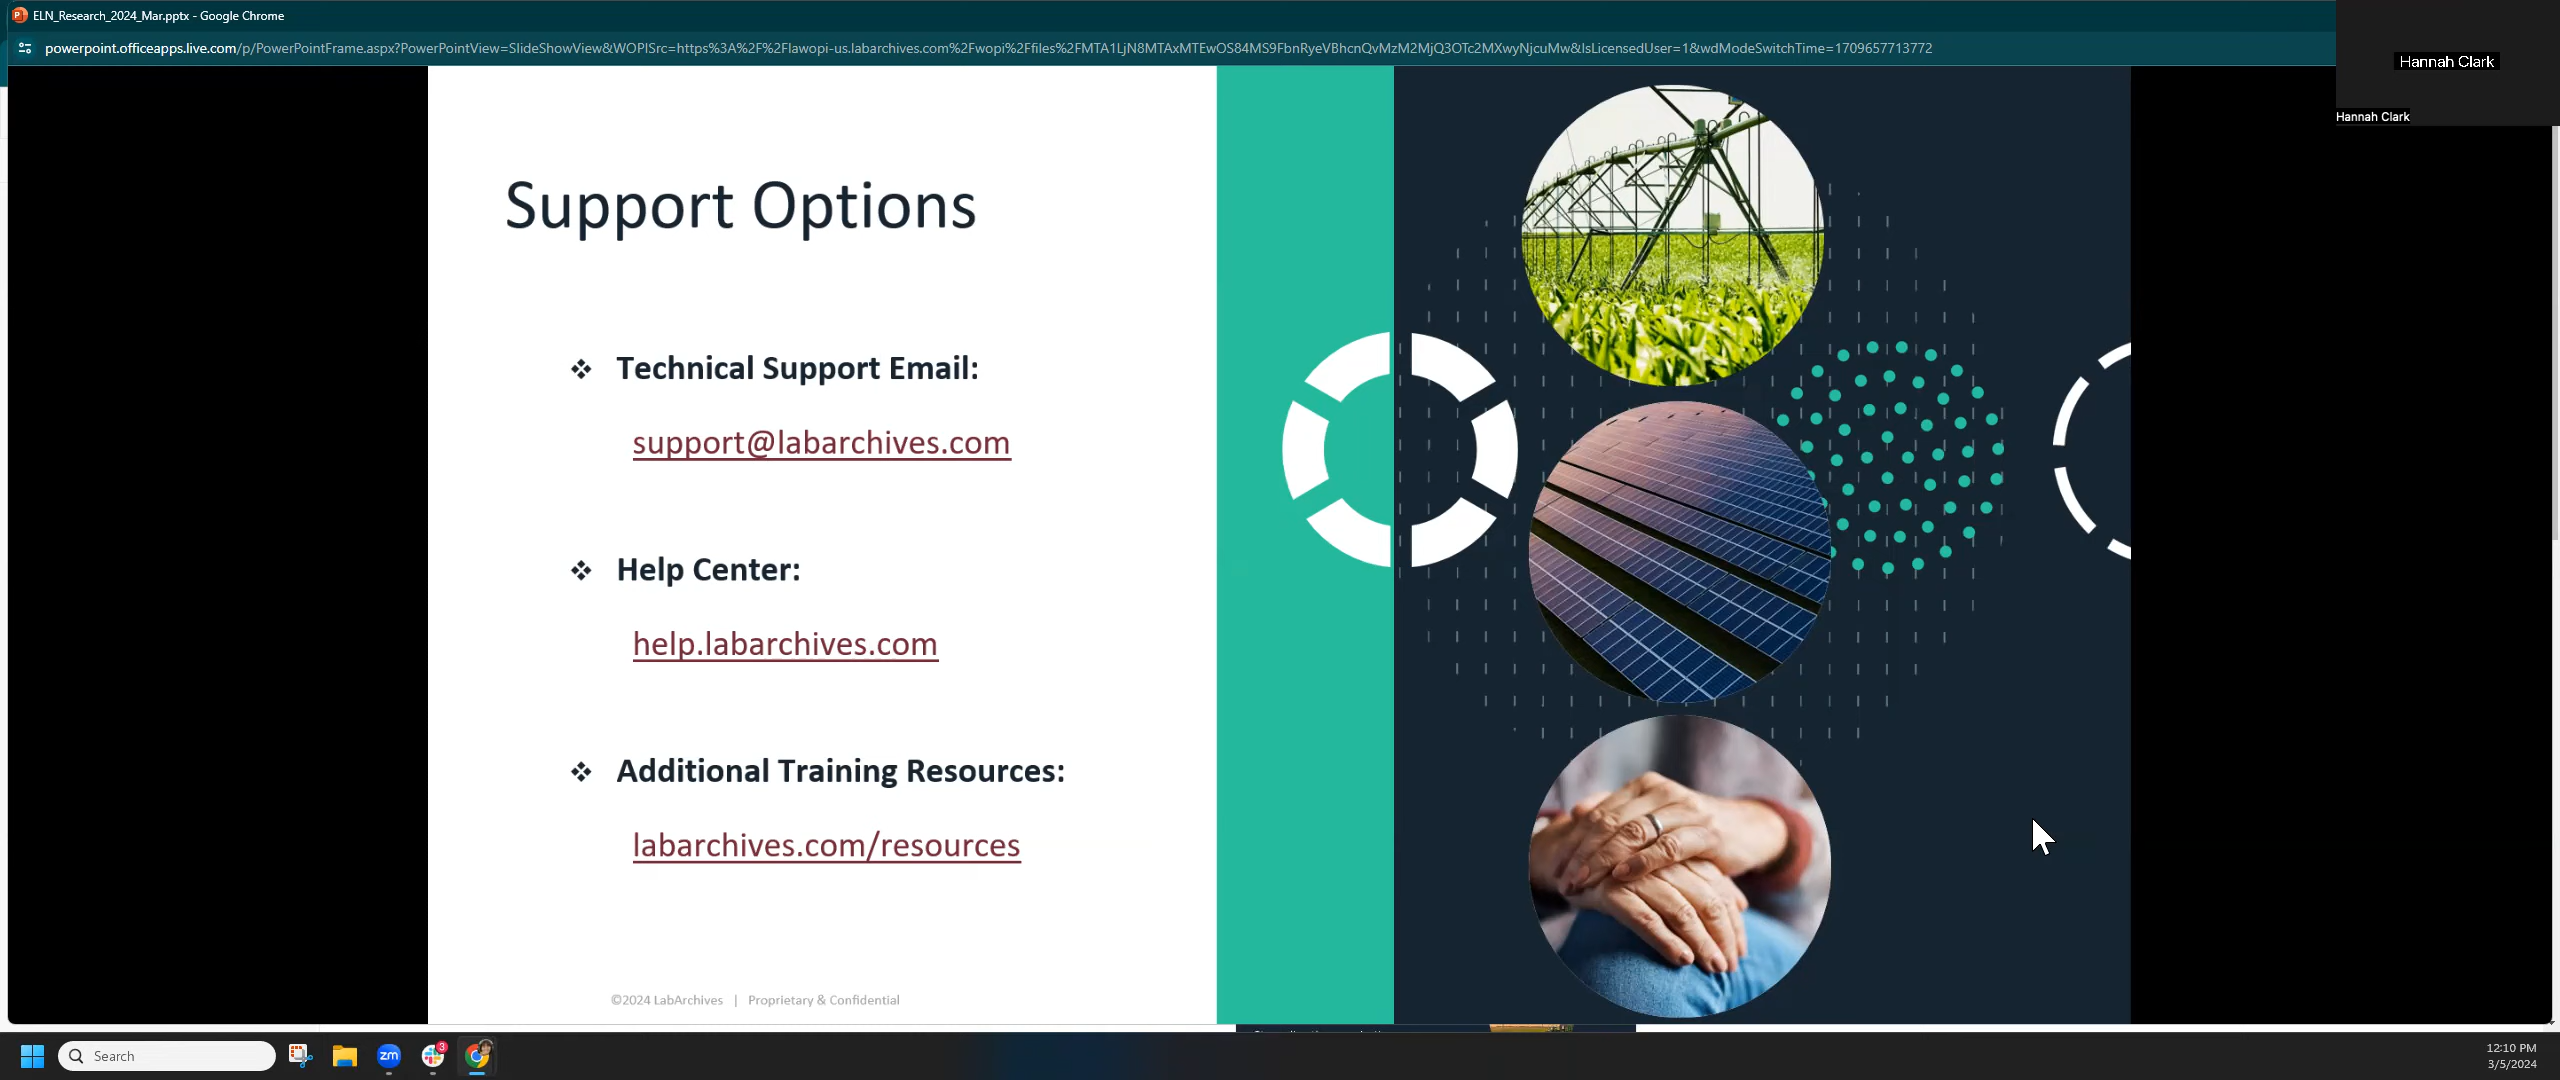 ELN_Research_2024_Mar.pptx - Google Chrome
powerpoint.officeapps.live.com/p/PowerPointFrame.aspx?PowerPointView=SlideShowView&WOPISrc=https%3A%2F%2Flawopi-us.labarchives.com%2Fwopi%2Ffiles%2FMTA1LjN8MTAxMTEwOS84MS9FbnRyeVBhcnQvMzM2MjQ3OTc2MXwyNjcuMw&IsLicensedUser=1&wdModeSwitchTime=1709657713772
Hannah Clark
Hannah Clark
Support Options
❖ Technical Support Email:
support@labarchives.com
❖ Help Center:
help.labarchives.com
❖ Additional Training Resources:
labarchives.com/resources
©2024 LabArchives | Proprietary & Confidential
Search
zm
3
12:10 PM
3/5/2024